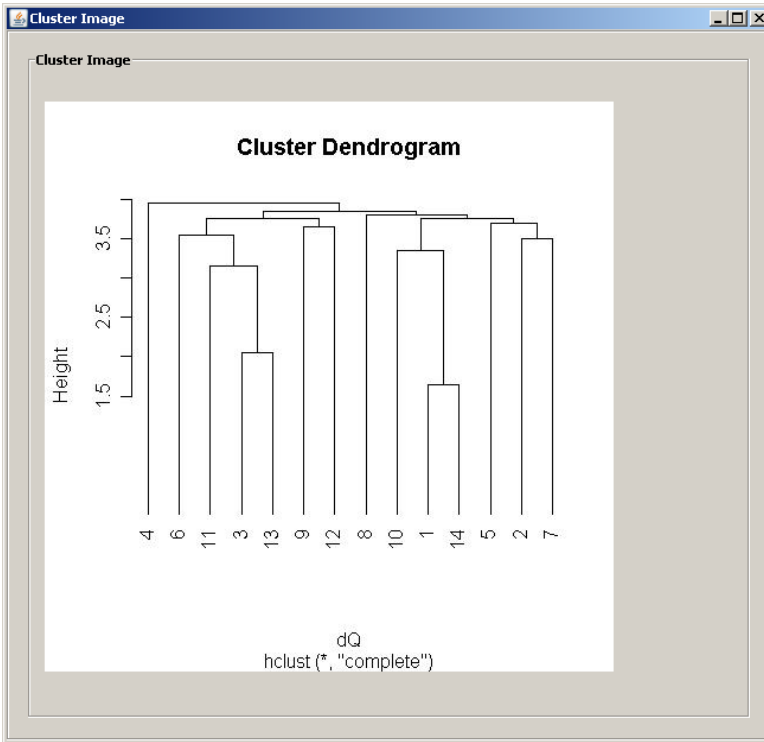 Cluster Image
Cluster Image
Cluster Dendrogram
Height
3.5
2.5
1.5
4 6 11 3 13 9 12 8 10 1 14 5 2 7
dQ
hclust (*, "complete")